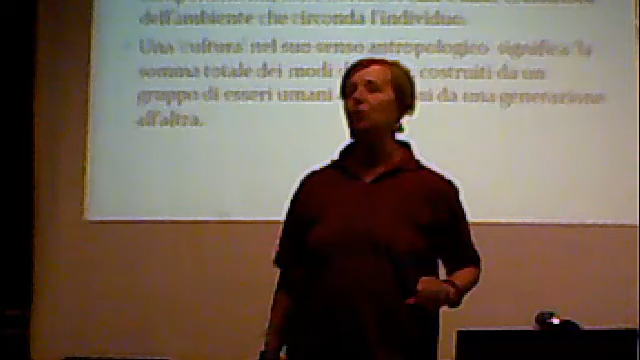 dell'ambiente che circonda l'individuo.
Una 'cultura' nel suo senso antropologico significa 'la
somma totale dei modi costruiti da un
gruppo di esseri umani da una generazione
all'altra.